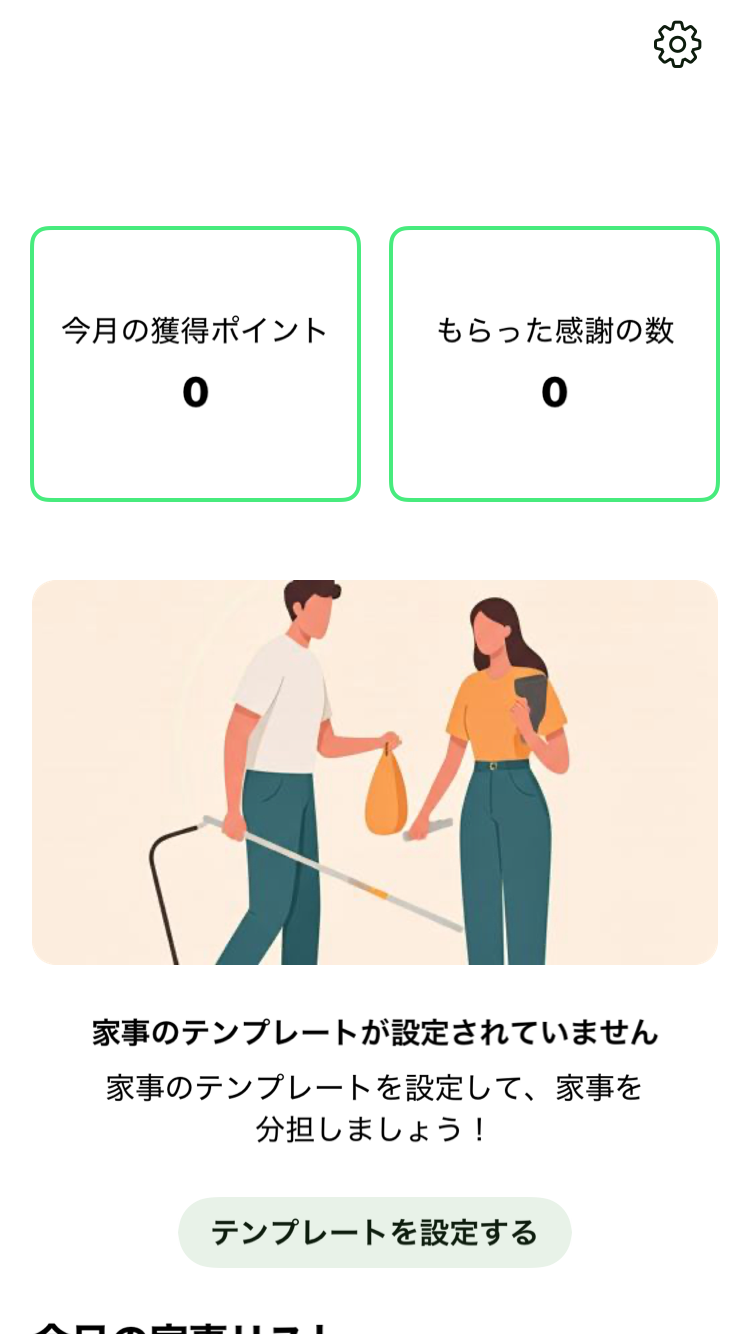 今月の獲得ポイント
0
もらった感謝の数
0
家事のテンプレートが設定されていません
家事のテンプレートを設定して、家事を
分担しましょう！
テンプレートを設定する